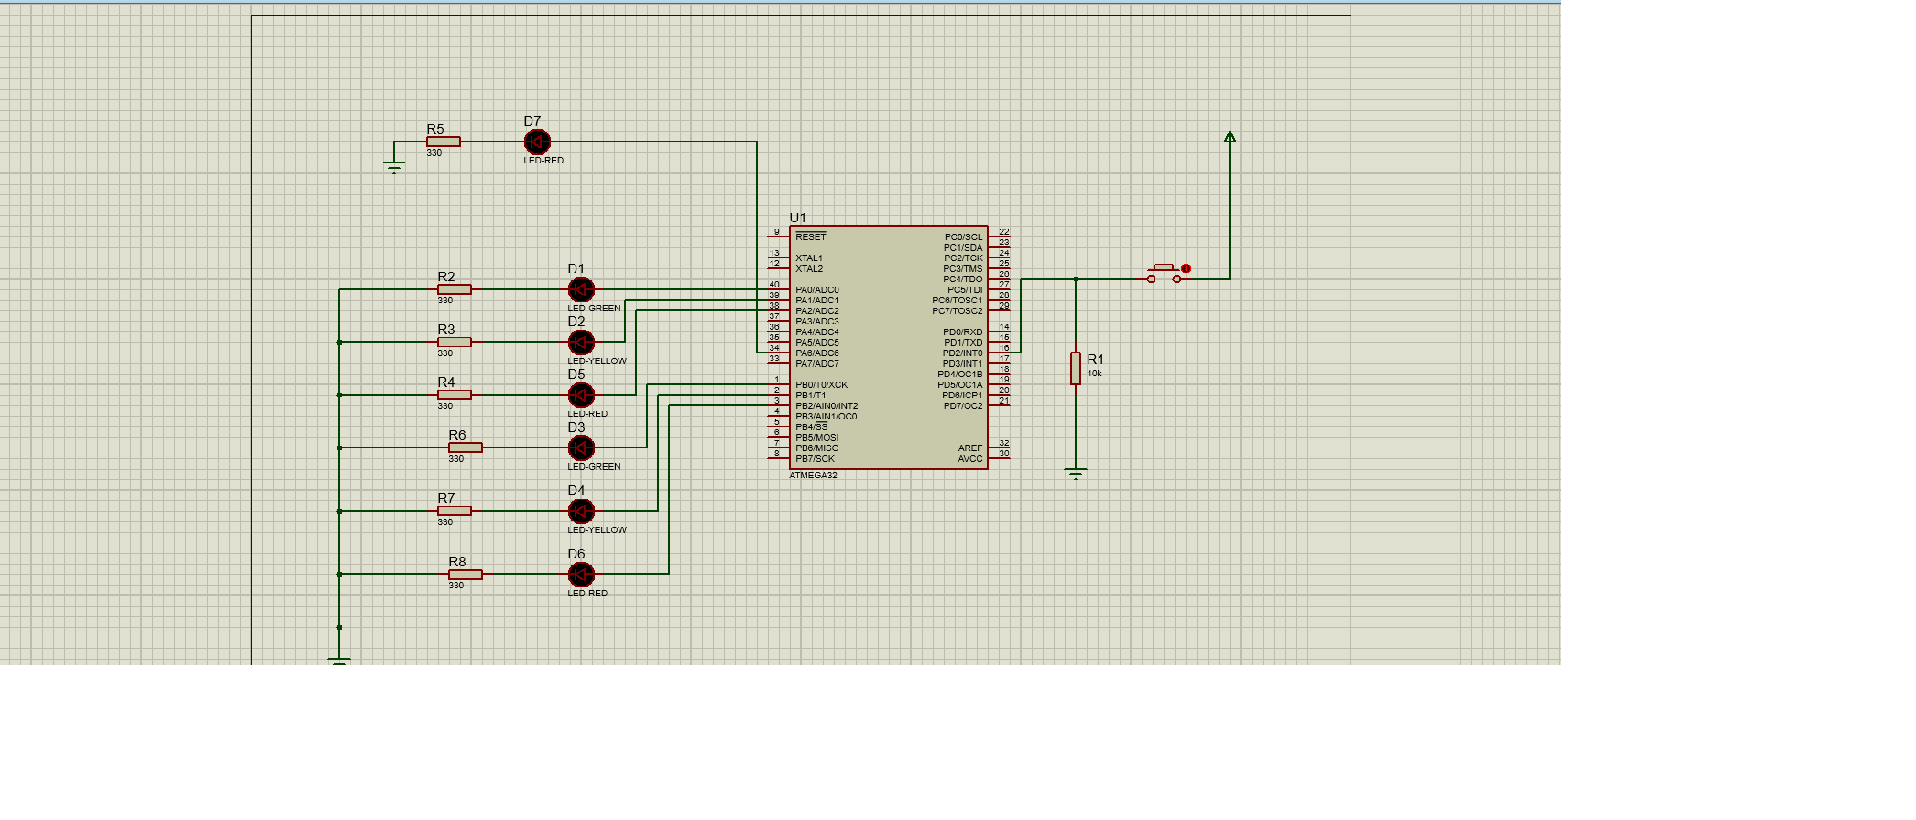 D7
R5
330
LED-RED
U1
9
RESET
13
XTAL1
12
XTAL2
40
PA0/ADC0
39
PA1/ADC1
38
PA2/ADC2
37
PA3/ADC3
36
PA4/ADC4
35
PA5/ADC5
34
PA6/ADC6
33
PA7/ADC7
1
PB0/T0/XCK
2
PB1/T1
3
PB2/AIN0/INT2
4
PB3/AIN1/OC0
5
PB4/SS
6
PB5/MOSI
7
PB6/MISO
8
PB7/SCK
ATMEGA32
22
PC0/SCL
23
PC1/SDA
24
PC2/TCK
25
PC3/TMS
26
PC4/TDO
27
PC5/TDI
28
PC6/TOSC1
29
PC7/TOSC2
14
PD0/RXD
15
PD1/TXD
16
PD2/INT0
17
PD3/INT1
18
PD4/OC1B
19
PD5/OC1A
20
PD6/ICP1
21
PD7/OC2
32
AREF
30
AVCC
D1
R2
330
LED-GREEN
D2
R3
330
LED-YELLOW
D5
R4
330
LED-RED
D3
R6
330
LED-GREEN
D4
R7
330
LED-YELLOW
D6
R8
330
LED-RED
R1
10k